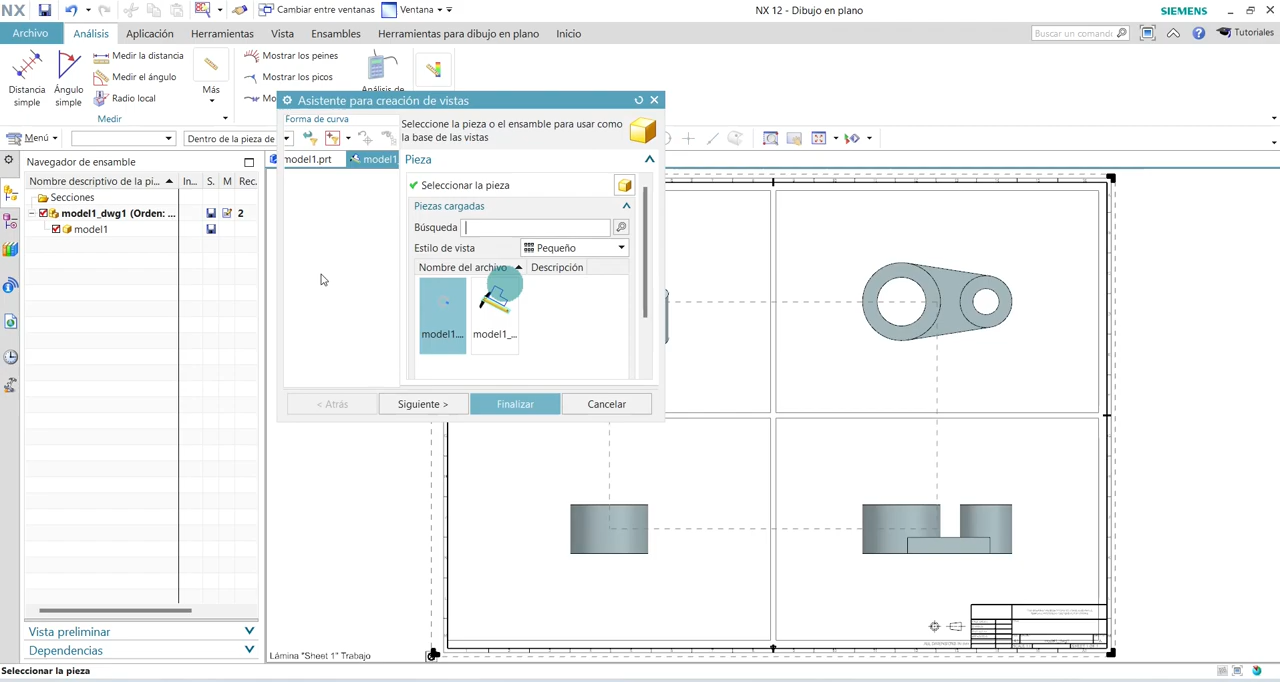 NX
Cambiar entre ventanas
Ventana
NX 12 - Dibujo en plano
SIEMENS
Archivo
Análisis
Aplicación
Herramientas
Vista
Ensambles
Herramientas para dibujo en plano
Inicio
Buscar un comando
Tutoriales
Distancia simple
Ángulo simple
Medir la distancia
Medir el ángulo
Radio local
Más
Medir
Mostrar los peines
Mostrar los picos
Mo
Análisis de
Menú
Dentro de la pieza de
Asistente para creación de vistas
Forma de curva
Seleccione la pieza o el ensamble para usar como
la base de las vistas
model1.prt
model1
Pieza
Seleccionar la pieza
Piezas cargadas
Búsqueda
Estilo de vista
Pequeño
Nombre del archivo
Descripción
model1....
model1_...
< Atrás
Siguiente >
Finalizar
Cancelar
Navegador de ensamble
Nombre descriptivo de la pi...
In...
S.
M
Rec.
Secciones
model1_dwg1 (Orden: ...
2
model1
Vista preliminar
Dependencias
Lámina "Sheet 1" Trabajo
Seleccionar la pieza